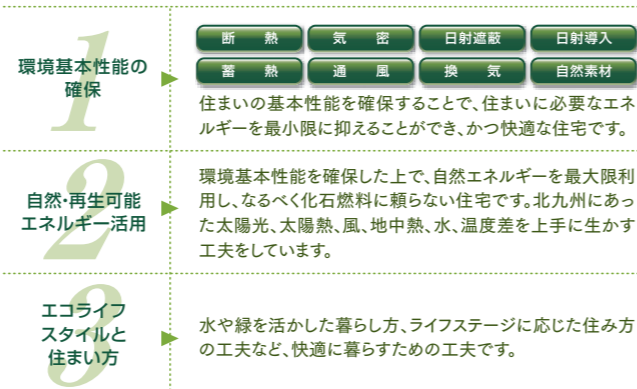 1
環境基本性能の
確保
断 熱 気 密 日射遮蔽 日射導入
蓄 熱 通 風 換 気 自然素材
住まいの基本性能を確保することで、住まいに必要なエネ
ルギーを最小限に抑えることができ、かつ快適な住宅です。
2
自然・再生可能
エネルギー活用
環境基本性能を確保した上で、自然エネルギーを最大限利
用し、なるべく化石燃料に頼らない住宅です。北九州にあっ
た太陽光、太陽熱、風、地中熱、水、温度差を上手に生かす
工夫をしています。
3
エコライフ
スタイルと
住まい方
水や緑を活かした暮らし方、ライフステージに応じた住み方
の工夫など、快適に暮らすための工夫です。